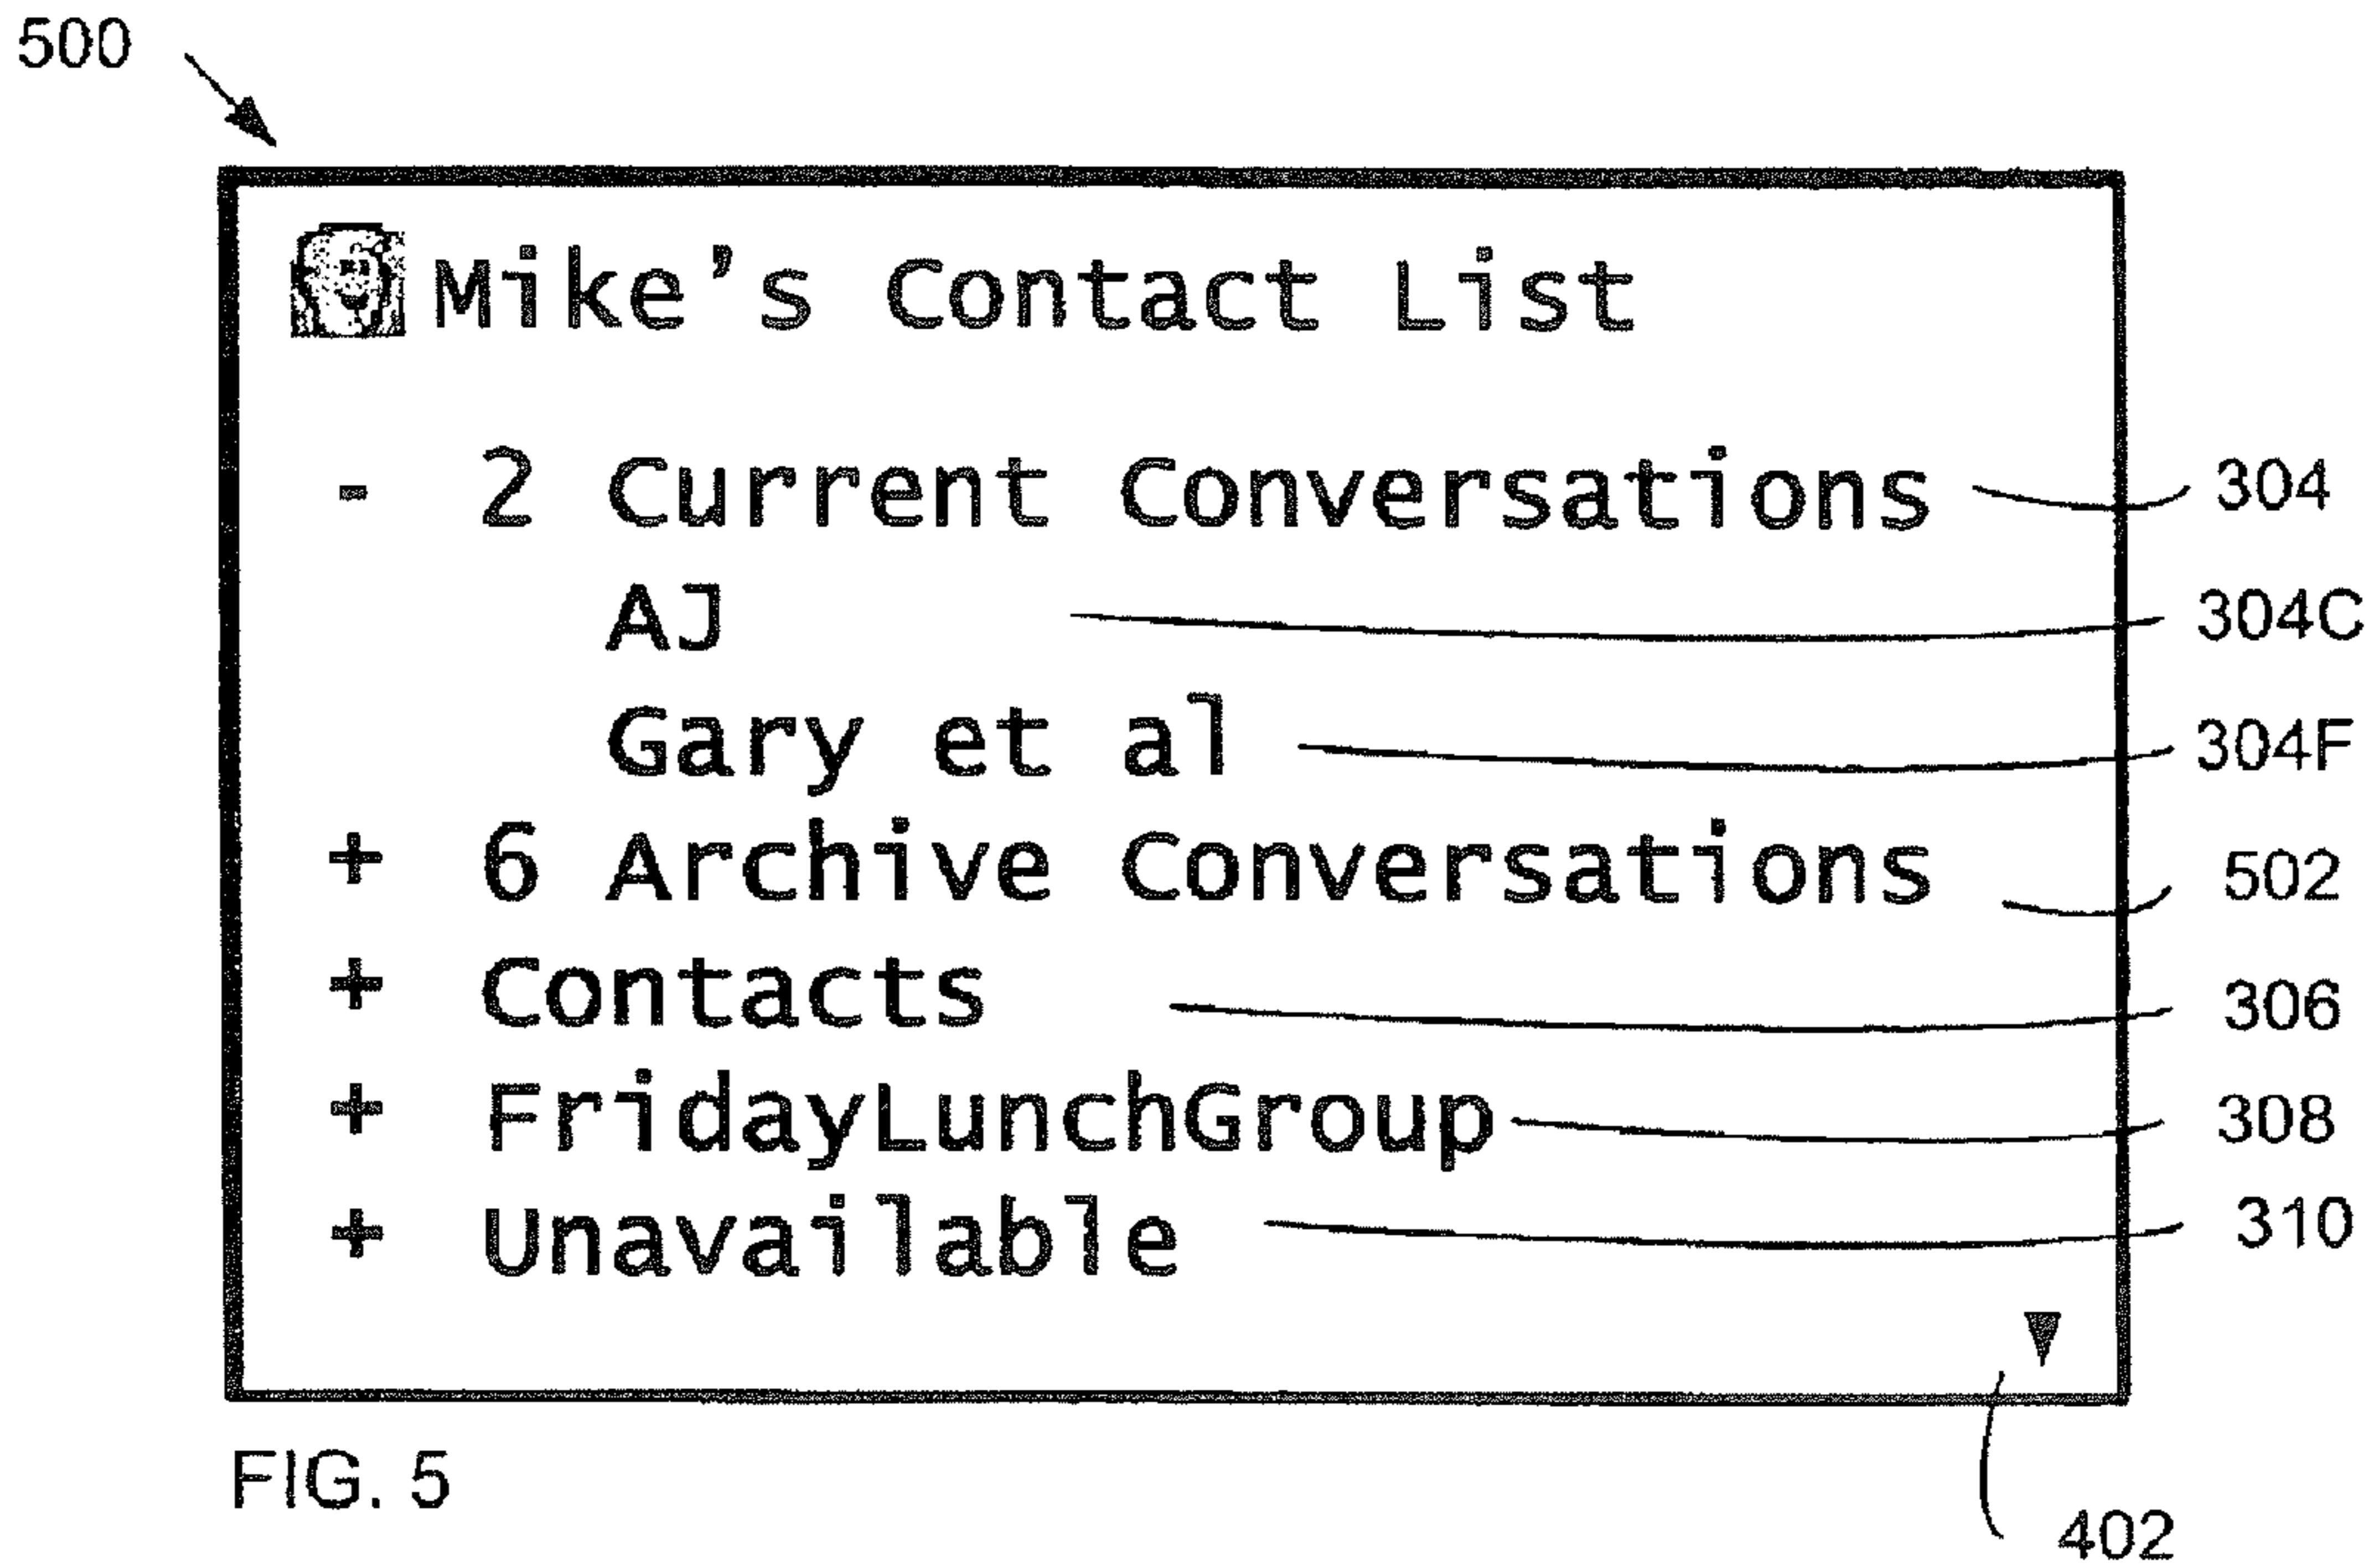 500
Mike's Contact List
- 2 Current Conversations 304
AJ 304C
Gary et al 304F
+ 6 Archive Conversations 502
+ Contacts 306
+ FridayLunchGroup 308
+ Unavailable 310
FIG. 5
402